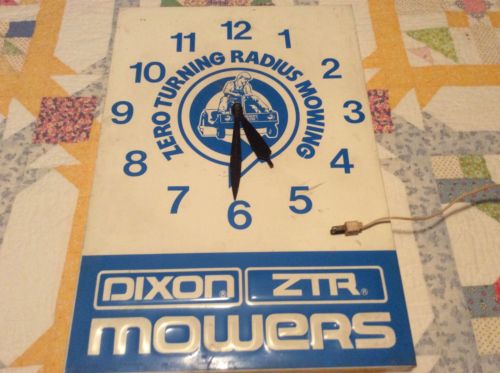 12
11 1
10 2
9 3
8 4
7 5
6
ZERO TURNING RADIUS MOWING
DIXON ZTR®
mowers